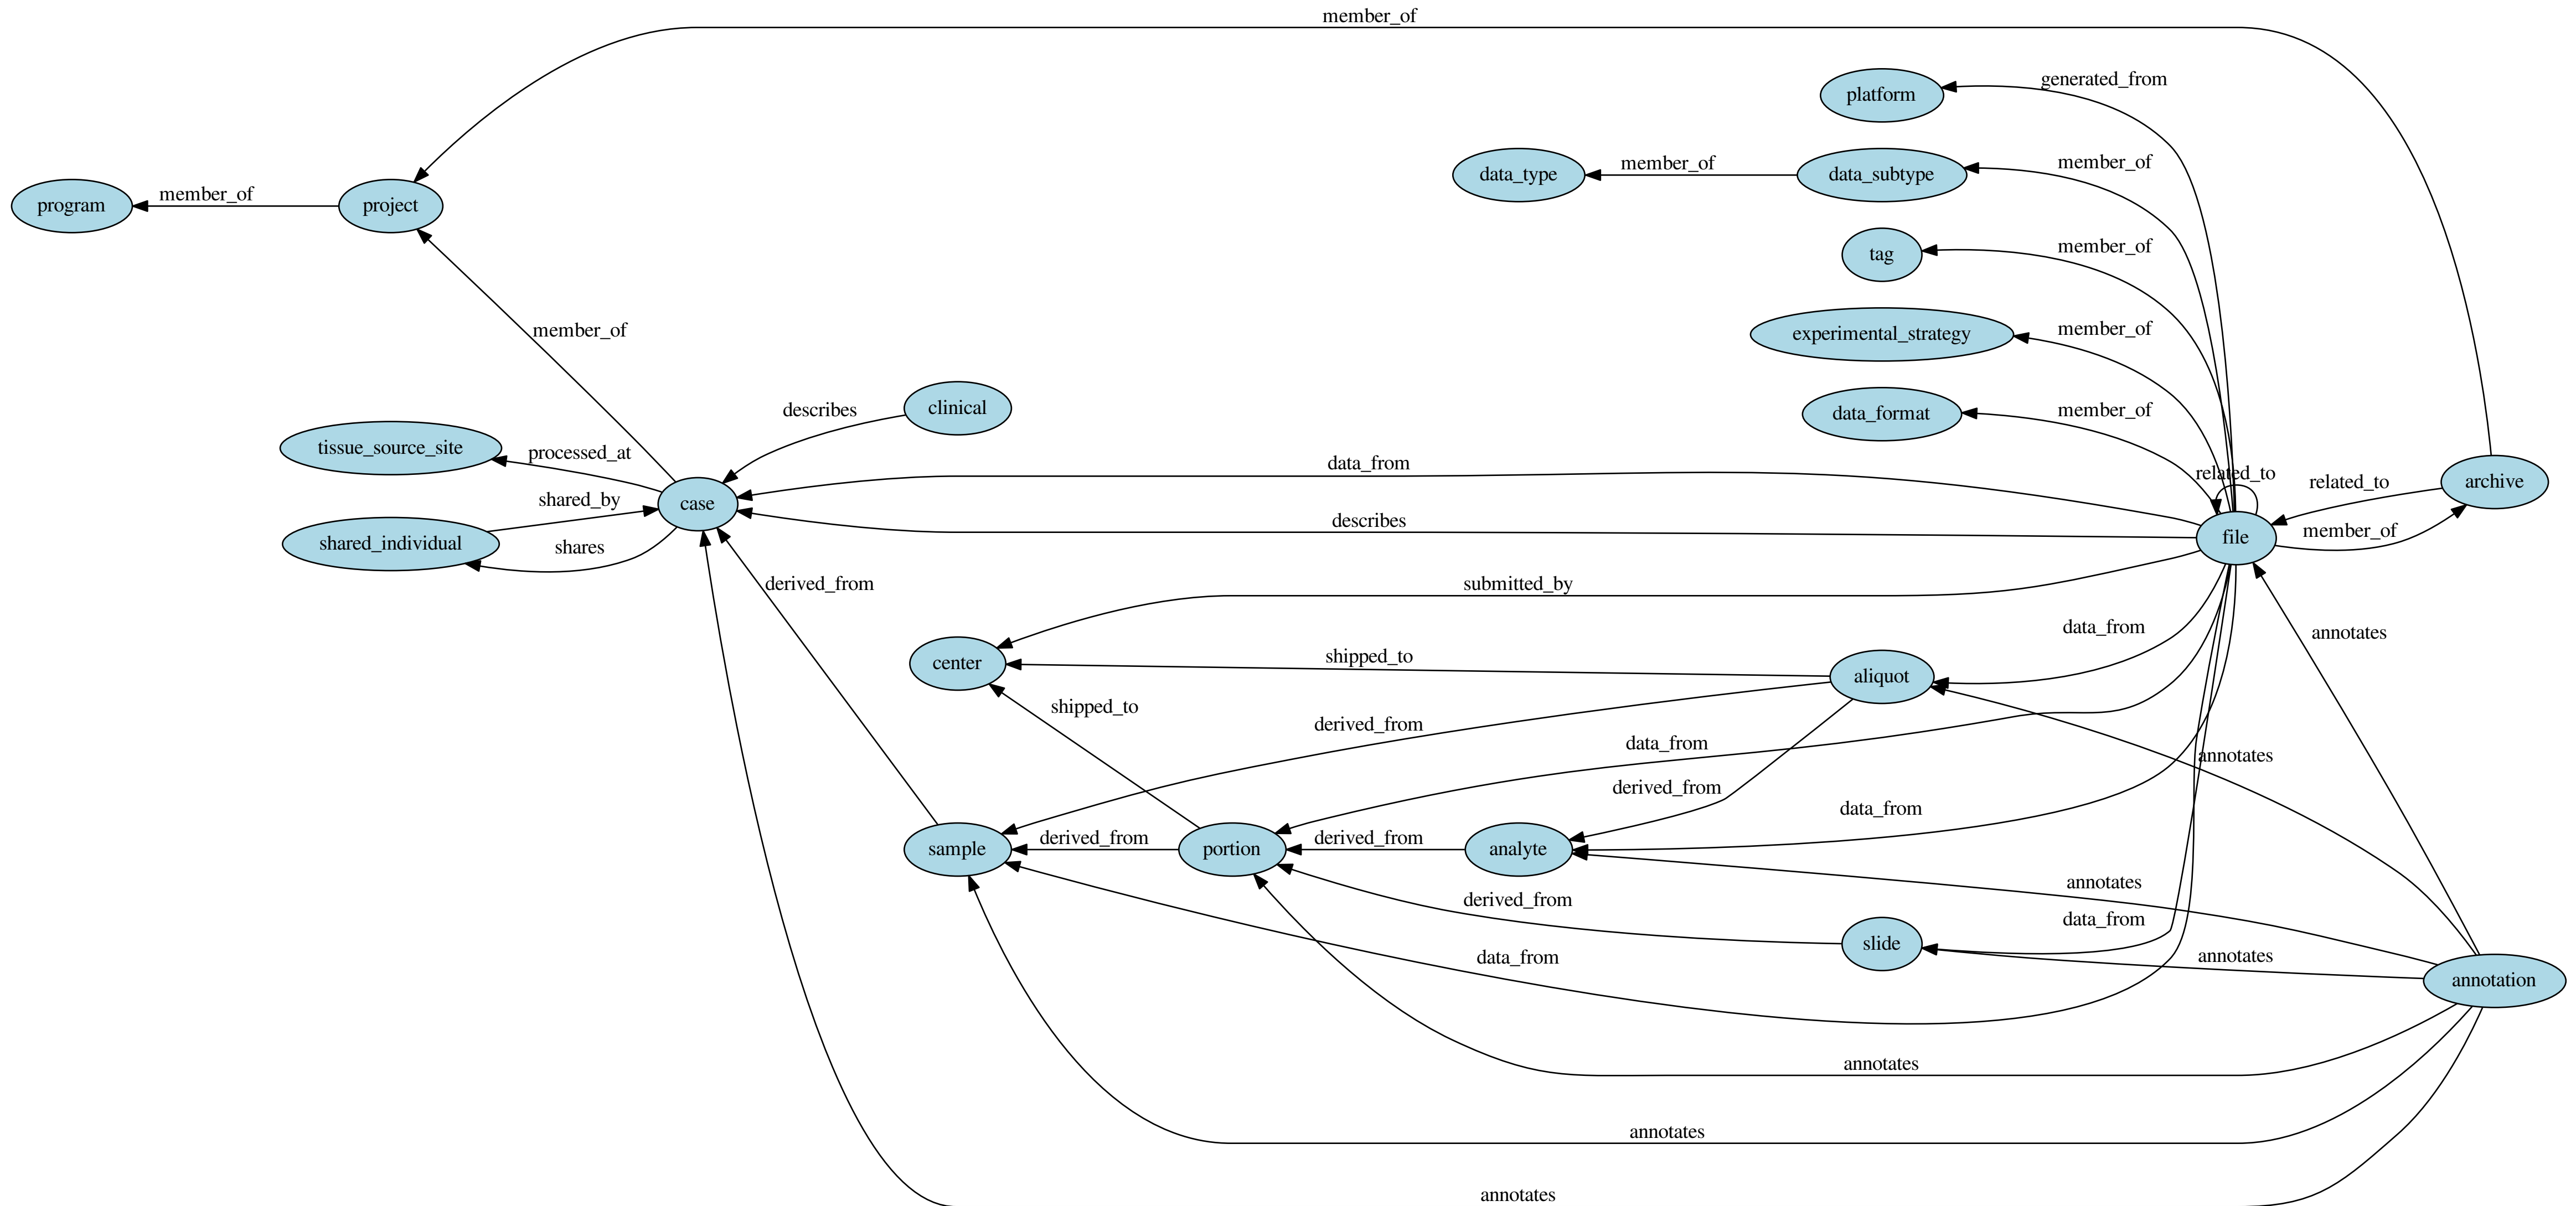 member_of
generated_from
platform
member_of
data_type
member_of
data_subtype
program
member_of
project
member_of
tag
member_of
member_of
experimental_strategy
member_of
data_format
describes
clinical
tissue_source_site
processed_at
data_from
related_to
related_to
archive
shared_by
case
describes
file
member_of
shared_individual
shares
derived_from
submitted_by
data_from
annotates
center
shipped_to
aliquot
shipped_to
derived_from
data_from
annotates
derived_from
data_from
sample
derived_from
portion
derived_from
analyte
annotates
derived_from
data_from
slide
data_from
annotates
annotation
annotates
annotates
annotates